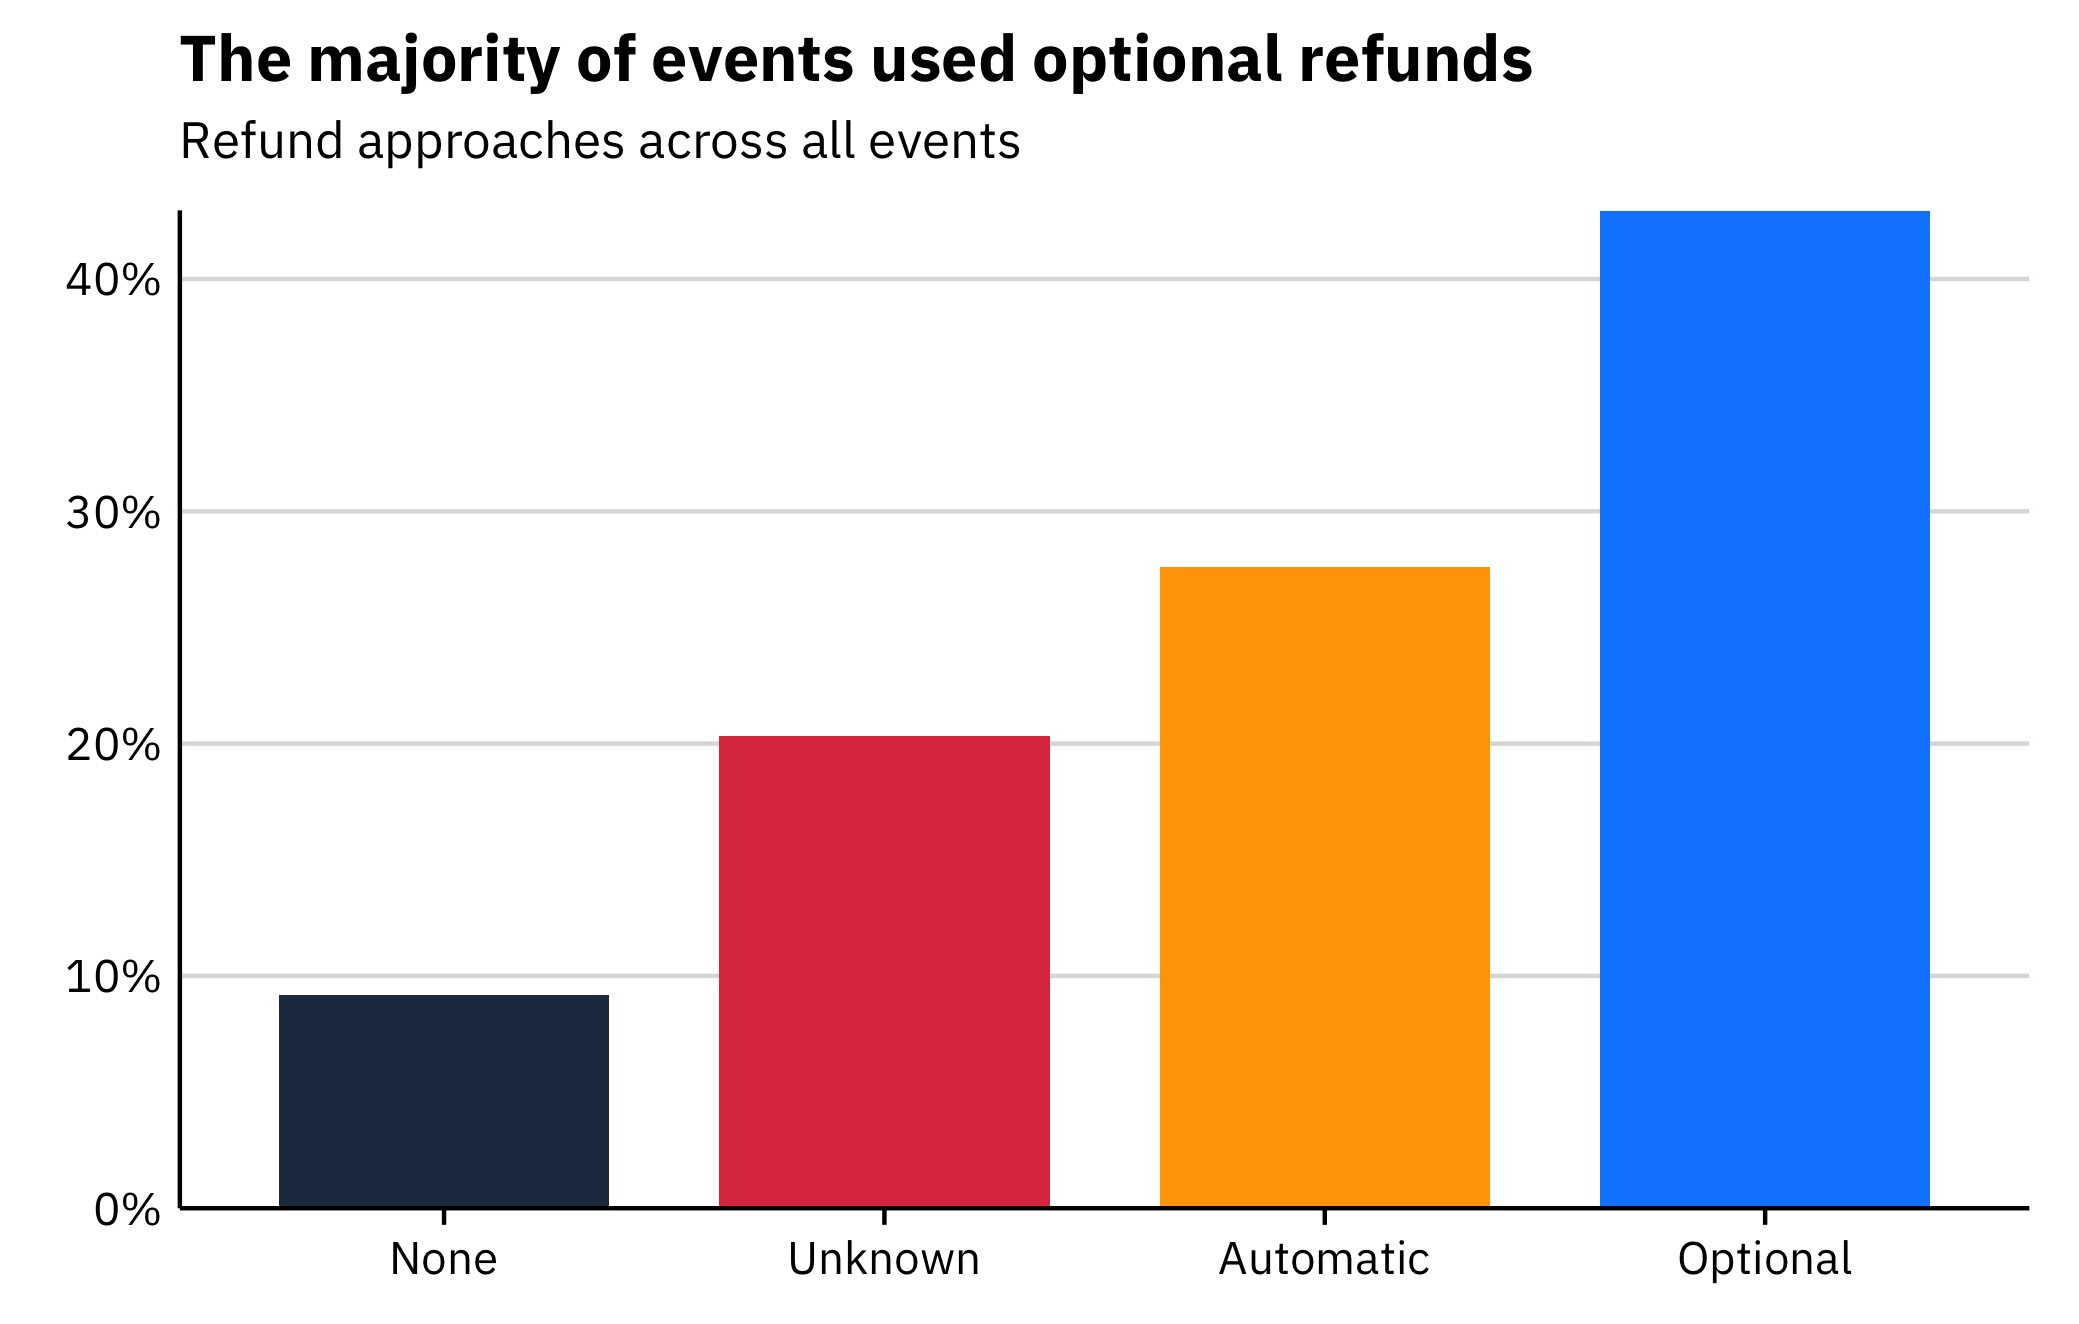 The majority of events used optional refunds
Refund approaches across all events
40%
30%
20%
10%
0%
None
Unknown
Automatic
Optional